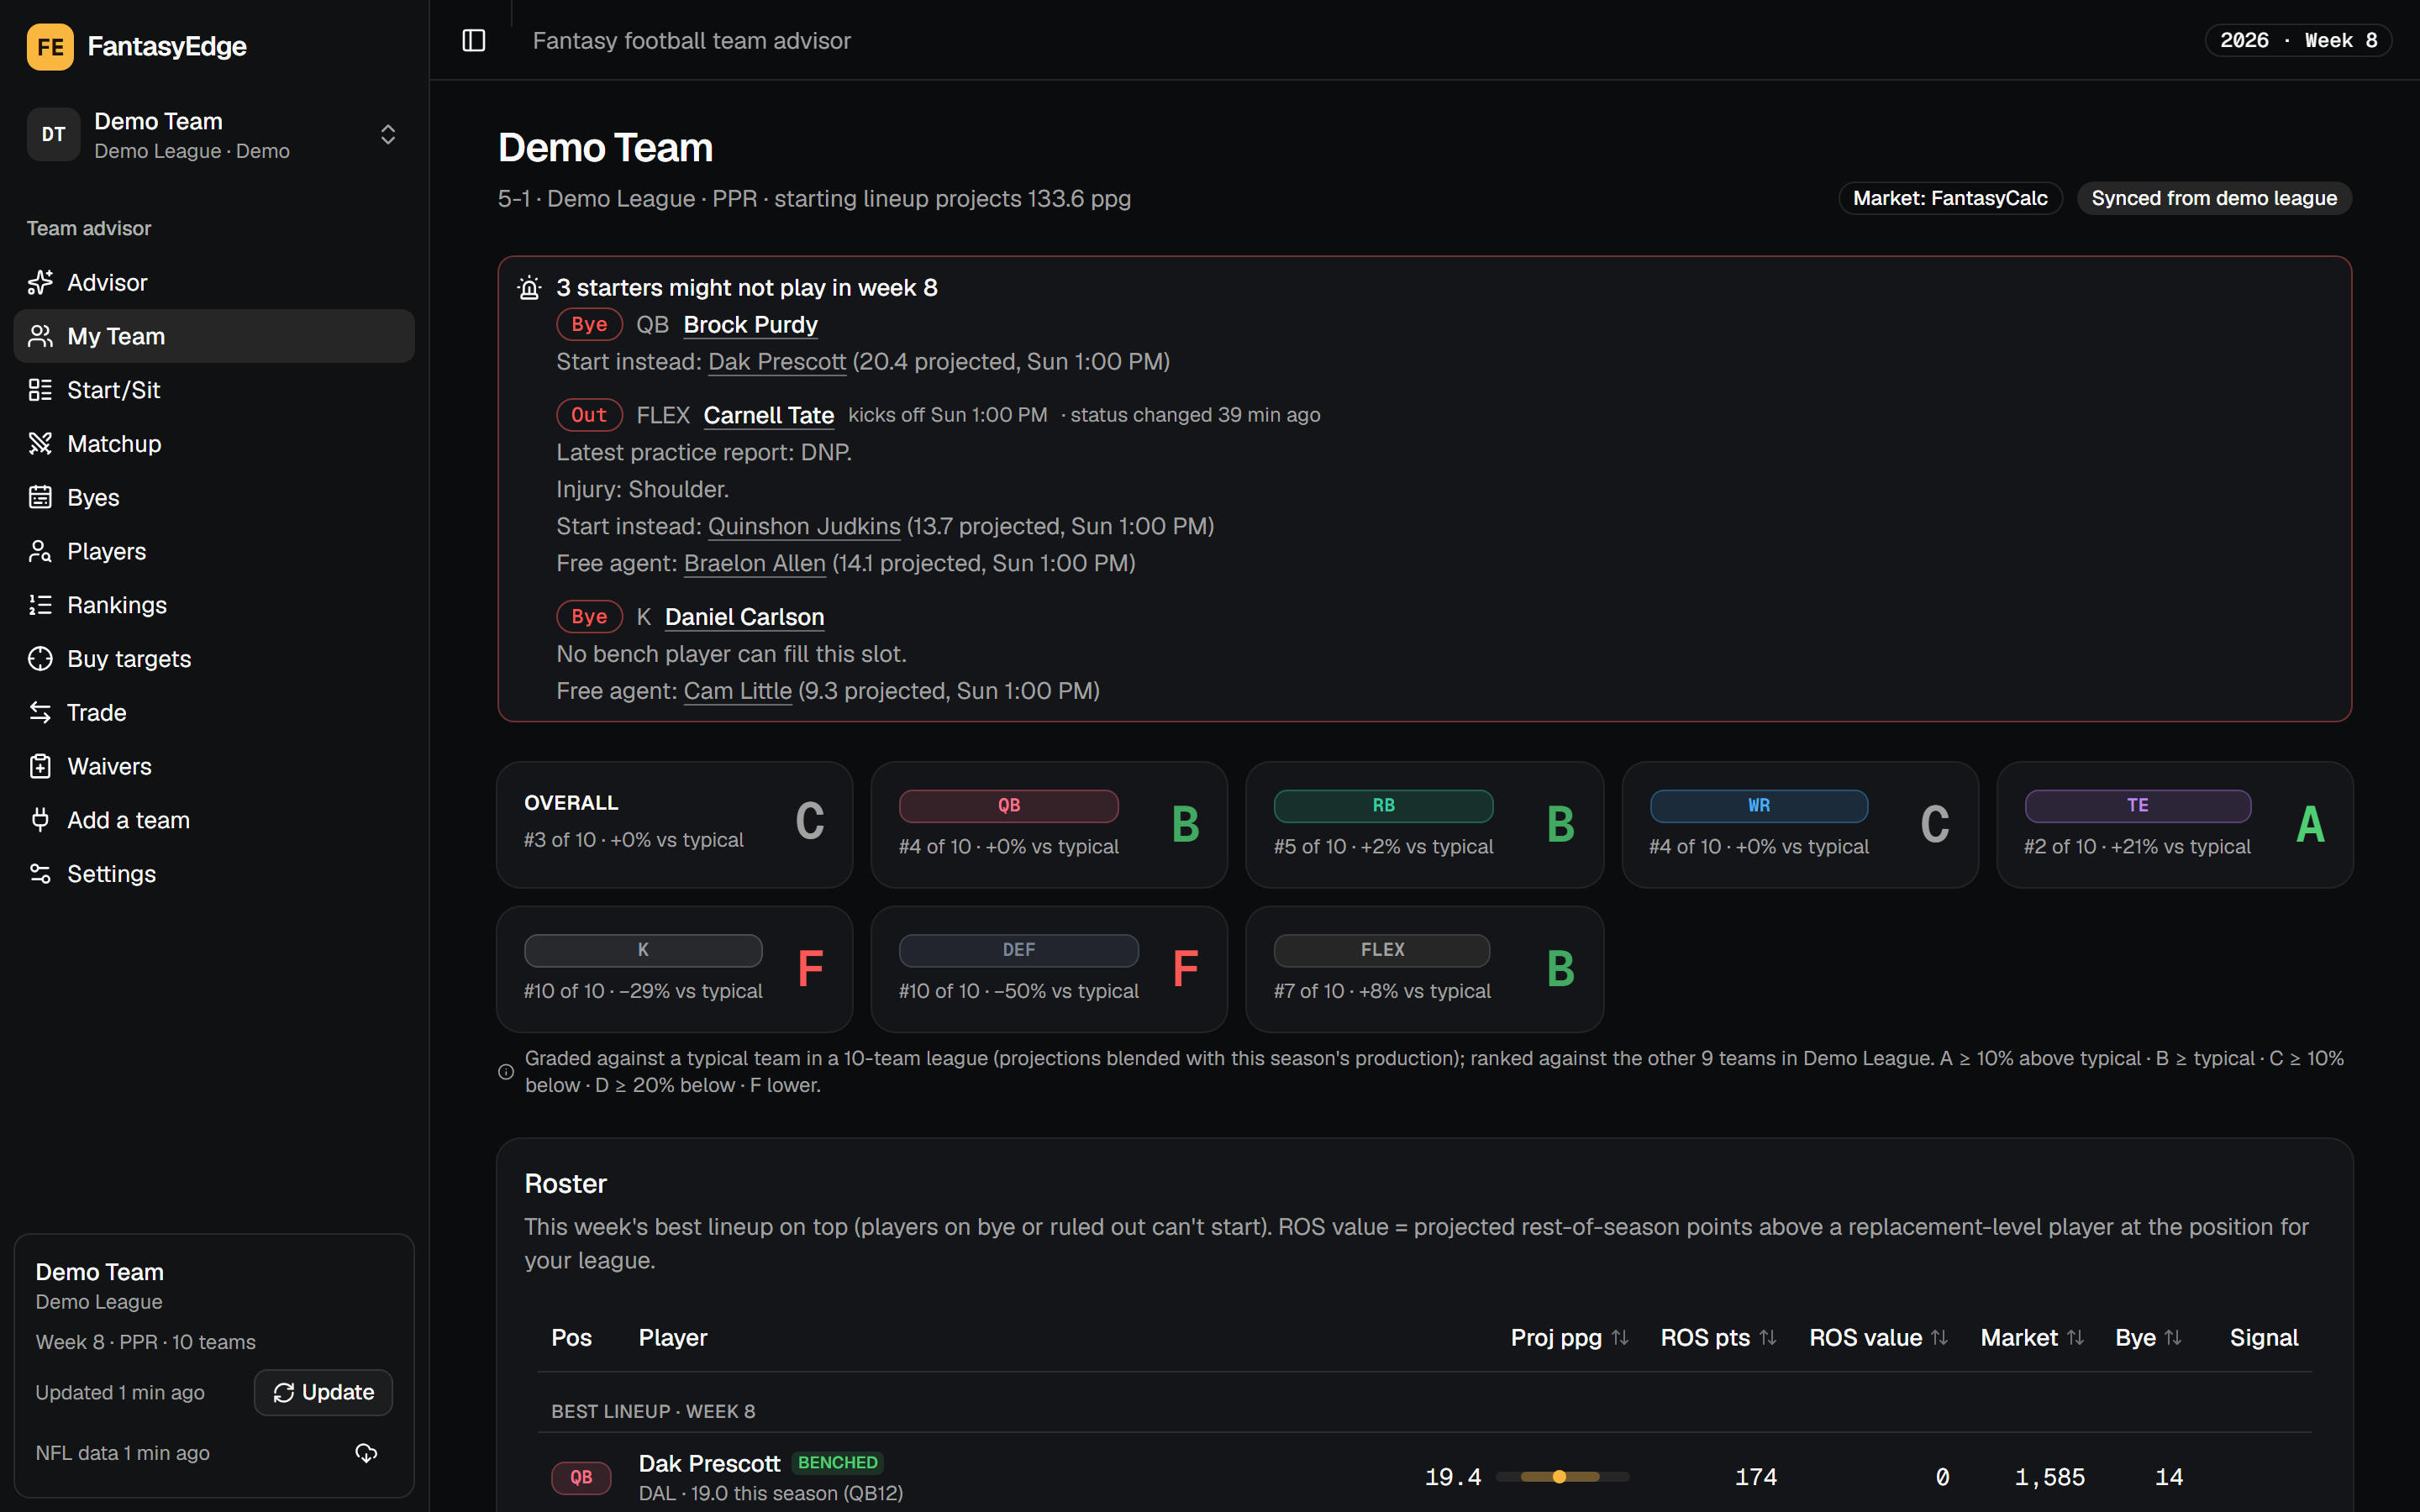 FE FantasyEdge
DT
Demo Team
Demo League · Demo
Team advisor
Advisor
My Team
Start/Sit
Matchup
Byes
Players
Rankings
Buy targets
Trade
Waivers
Add a team
Settings
Demo Team
Demo League
Week 8 · PPR · 10 teams
Updated 1 min ago
Update
NFL data 1 min ago
Fantasy football team advisor
2026 · Week 8
Demo Team
5-1 · Demo League · PPR · starting lineup projects 133.6 ppg
Market: FantasyCalc
Synced from demo league
3 starters might not play in week 8
Bye QB Brock Purdy
Start instead: Dak Prescott (20.4 projected, Sun 1:00 PM)
Out FLEX Carnell Tate kicks off Sun 1:00 PM · status changed 39 min ago
Latest practice report: DNP.
Injury: Shoulder.
Start instead: Quinshon Judkins (13.7 projected, Sun 1:00 PM)
Free agent: Braelon Allen (14.1 projected, Sun 1:00 PM)
Bye K Daniel Carlson
No bench player can fill this slot.
Free agent: Cam Little (9.3 projected, Sun 1:00 PM)
OVERALL
#3 of 10 · +0% vs typical
C
QB
#4 of 10 · +0% vs typical
B
RB
#5 of 10 · +2% vs typical
B
WR
#4 of 10 · +0% vs typical
C
TE
#2 of 10 · +21% vs typical
A
K
#10 of 10 · −29% vs typical
F
DEF
#10 of 10 · −50% vs typical
F
FLEX
#7 of 10 · +8% vs typical
B
Graded against a typical team in a 10-team league (projections blended with this season's production); ranked against the other 9 teams in Demo League. A ≥ 10% above typical · B ≥ typical · C ≥ 10%
below · D ≥ 20% below · F lower.
Roster
This week's best lineup on top (players on bye or ruled out can't start). ROS value = projected rest-of-season points above a replacement-level player at the position for
your league.
Pos Player Proj ppg ROS pts ROS value Market Bye Signal
BEST LINEUP · WEEK 8
QB
Dak Prescott BENCHED
DAL · 19.0 this season (QB12)
19.4 174 0 1,585 14